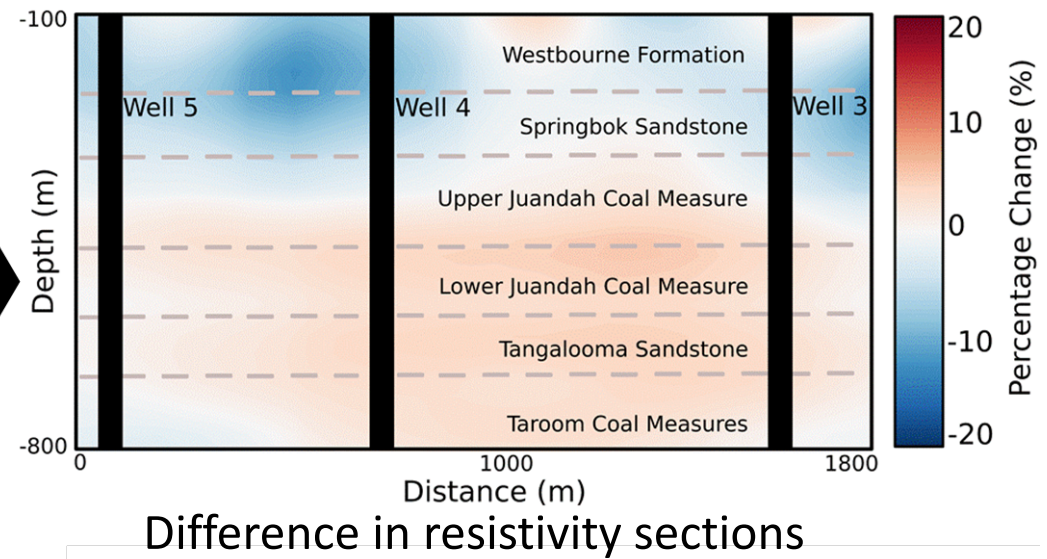 -100
Westbourne Formation
Well 5
Well 4
Well 3
Springbok Sandstone
Upper Juandah Coal Measure
Lower Juandah Coal Measure
Tangalooma Sandstone
Taroom Coal Measures
-800
Depth (m)
0
1000
1800
Distance (m)
20
10
0
-10
-20
Percentage Change (%)
Difference in resistivity sections